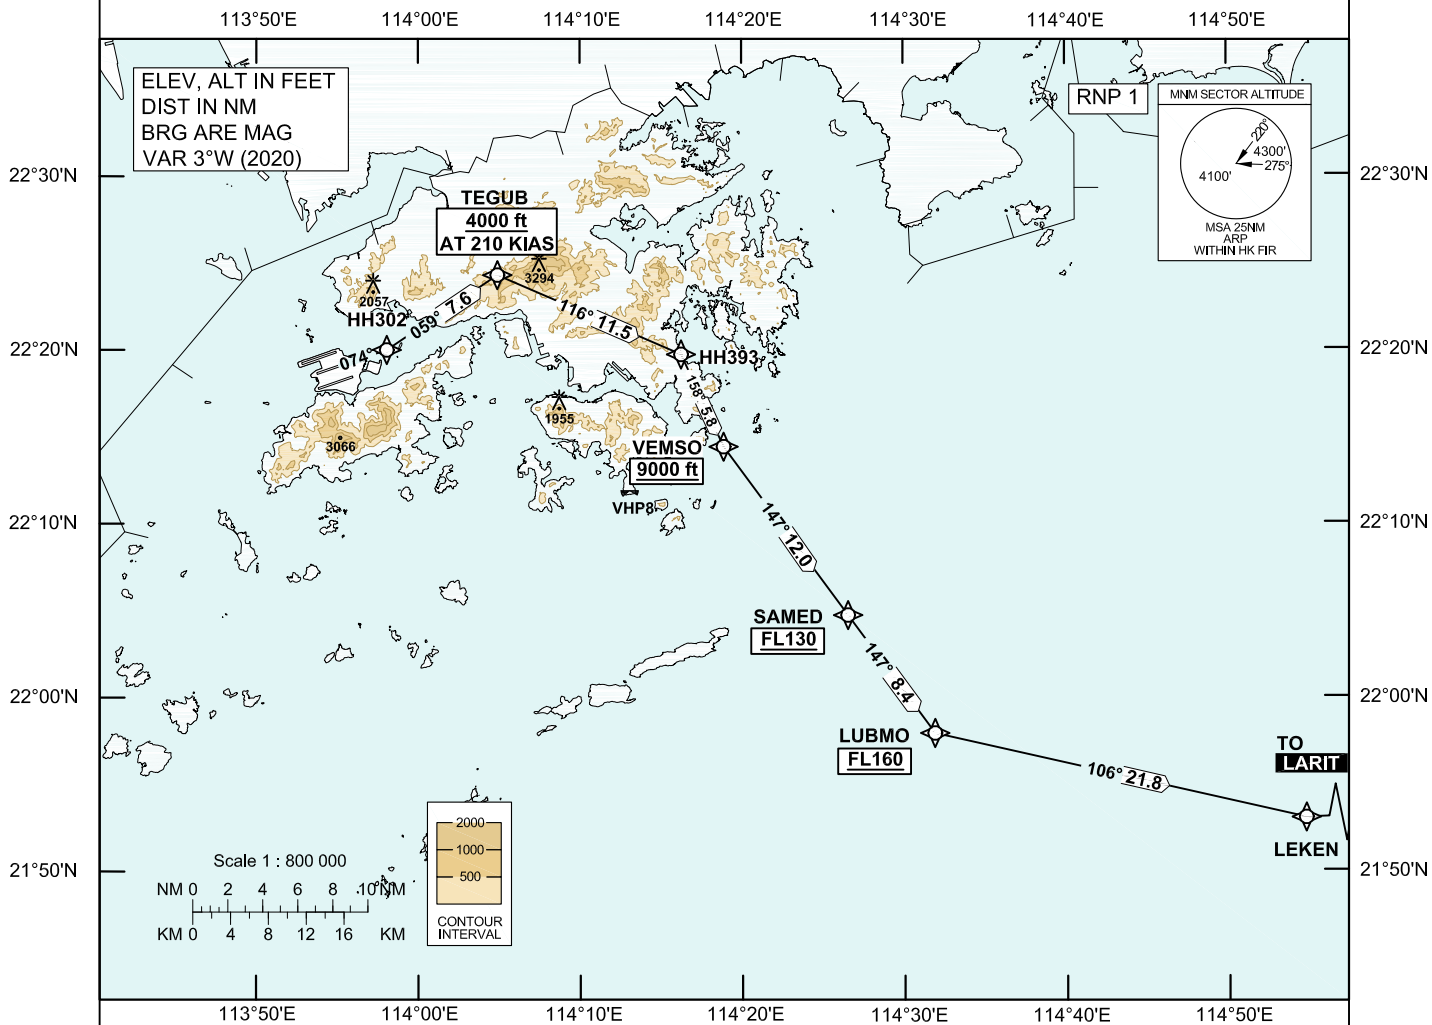 113°50'E 114°00'E 114°10'E 114°20'E 114°30'E 114°40'E 114°50'E
ELEV, ALT IN FEET
DIST IN NM
BRG ARE MAG
VAR 3°W (2020)
RNP 1
MNM SECTOR ALTITUDE
220°
4300'
275°
4100'
MSA 25NM
ARP
WITHIN HK FIR
22°30'N 22°30'N
TEGUB
4000 ft
AT 210 KIAS
3294
2057
HH302
059° 7.6
116° 11.5
22°20'N 22°20'N
074°
HH393
158° 5.8
1955
3066
VEMSO
9000 ft
VHP8
22°10'N 22°10'N
147° 12.0
SAMED
FL130
147° 8.4
22°00'N 22°00'N
LUBMO
FL160
106° 21.8
TO
LARIT
LEKEN
21°50'N 21°50'N
Scale 1 : 800 000
NM 0 2 4 6 8 10 NM
KM 0 4 8 12 16 KM
2000
1000
500
CONTOUR
INTERVAL
113°50'E 114°00'E 114°10'E 114°20'E 114°30'E 114°40'E 114°50'E